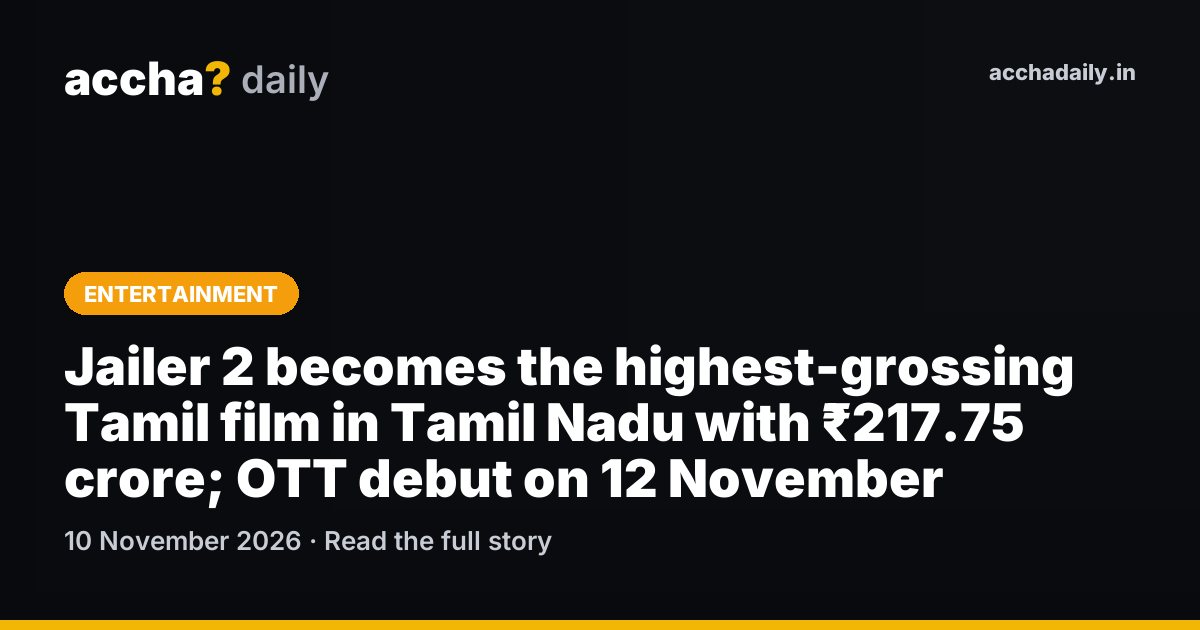 accha? daily
acchadaily.in
ENTERTAINMENT
Jailer 2 becomes the highest-grossing
Tamil film in Tamil Nadu with ₹217.75
crore; OTT debut on 12 November
10 November 2026 · Read the full story